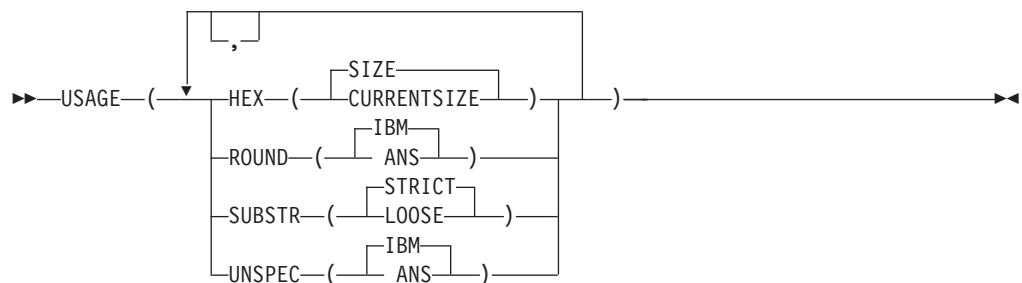 ,
SIZE
USAGE ( HEX ( CURRENTSIZE ) )
IBM
ROUND ( ANS )
STRICT
SUBSTR ( LOOSE )
IBM
UNSPEC ( ANS )